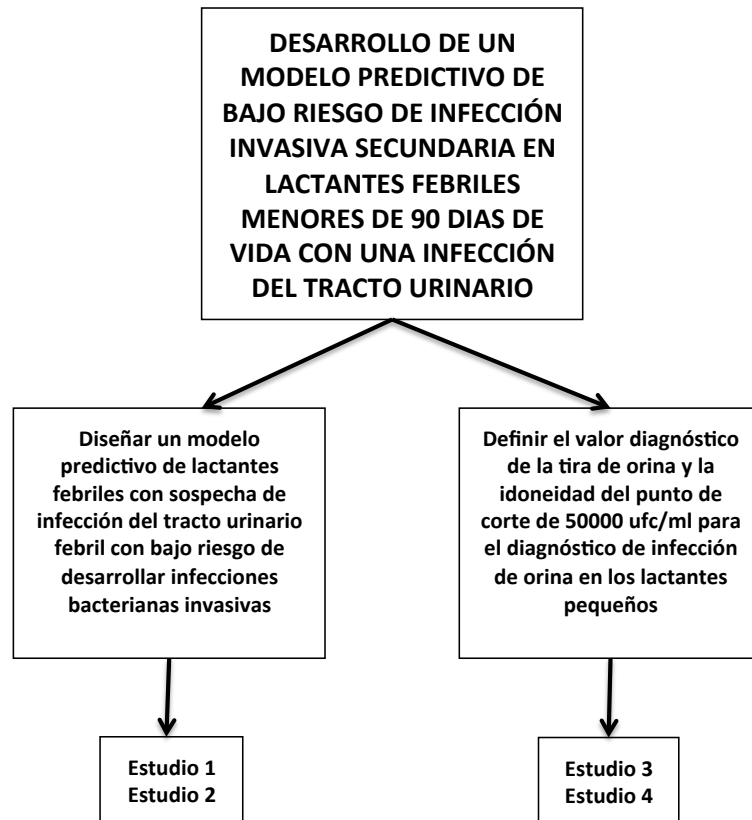 DESARROLLO DE UN
MODELO PREDICTIVO DE
BAJO RIESGO DE INFECCIÓN
INVASIVA SECUNDARIA EN
LACTANTES FEBRILES
MENORES DE 90 DIAS DE
VIDA CON UNA INFECCIÓN
DEL TRACTO URINARIO
Diseñar un modelo
predictivo de lactantes
febriles con sospecha de
infección del tracto urinario
febril con bajo riesgo de
desarrollar infecciones
bacterianas invasivas
Definir el valor diagnóstico
de la tira de orina y la
idoneidad del punto de
corte de 50000 ufc/ml para
el diagnóstico de infección
de orina en los lactantes
pequeños
Estudio 1
Estudio 2
Estudio 3
Estudio 4